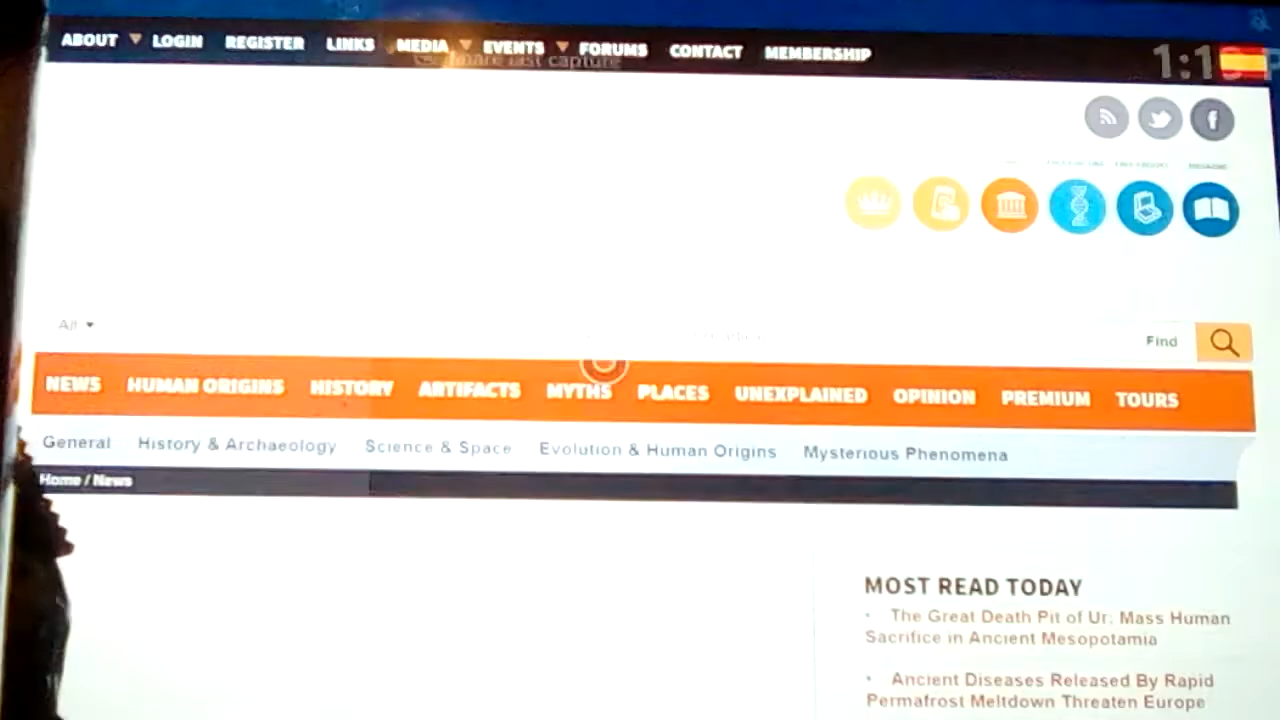 ABOUT LOGIN REGISTER LINKS MEDIA EVENTS FORUMS CONTACT MEMBERSHIP
last capture
All
Find
NEWS HUMAN ORIGINS HISTORY ARTIFACTS MYTHS PLACES UNEXPLAINED OPINION PREMIUM TOURS
General History & Archaeology Science & Space Evolution & Human Origins Mysterious Phenomena
Home / News
MOST READ TODAY
• The Great Death Pit of Ur: Mass Human
Sacrifice in Ancient Mesopotamia
• Ancient Diseases Released By Rapid
Permafrost Meltdown Threaten Europe